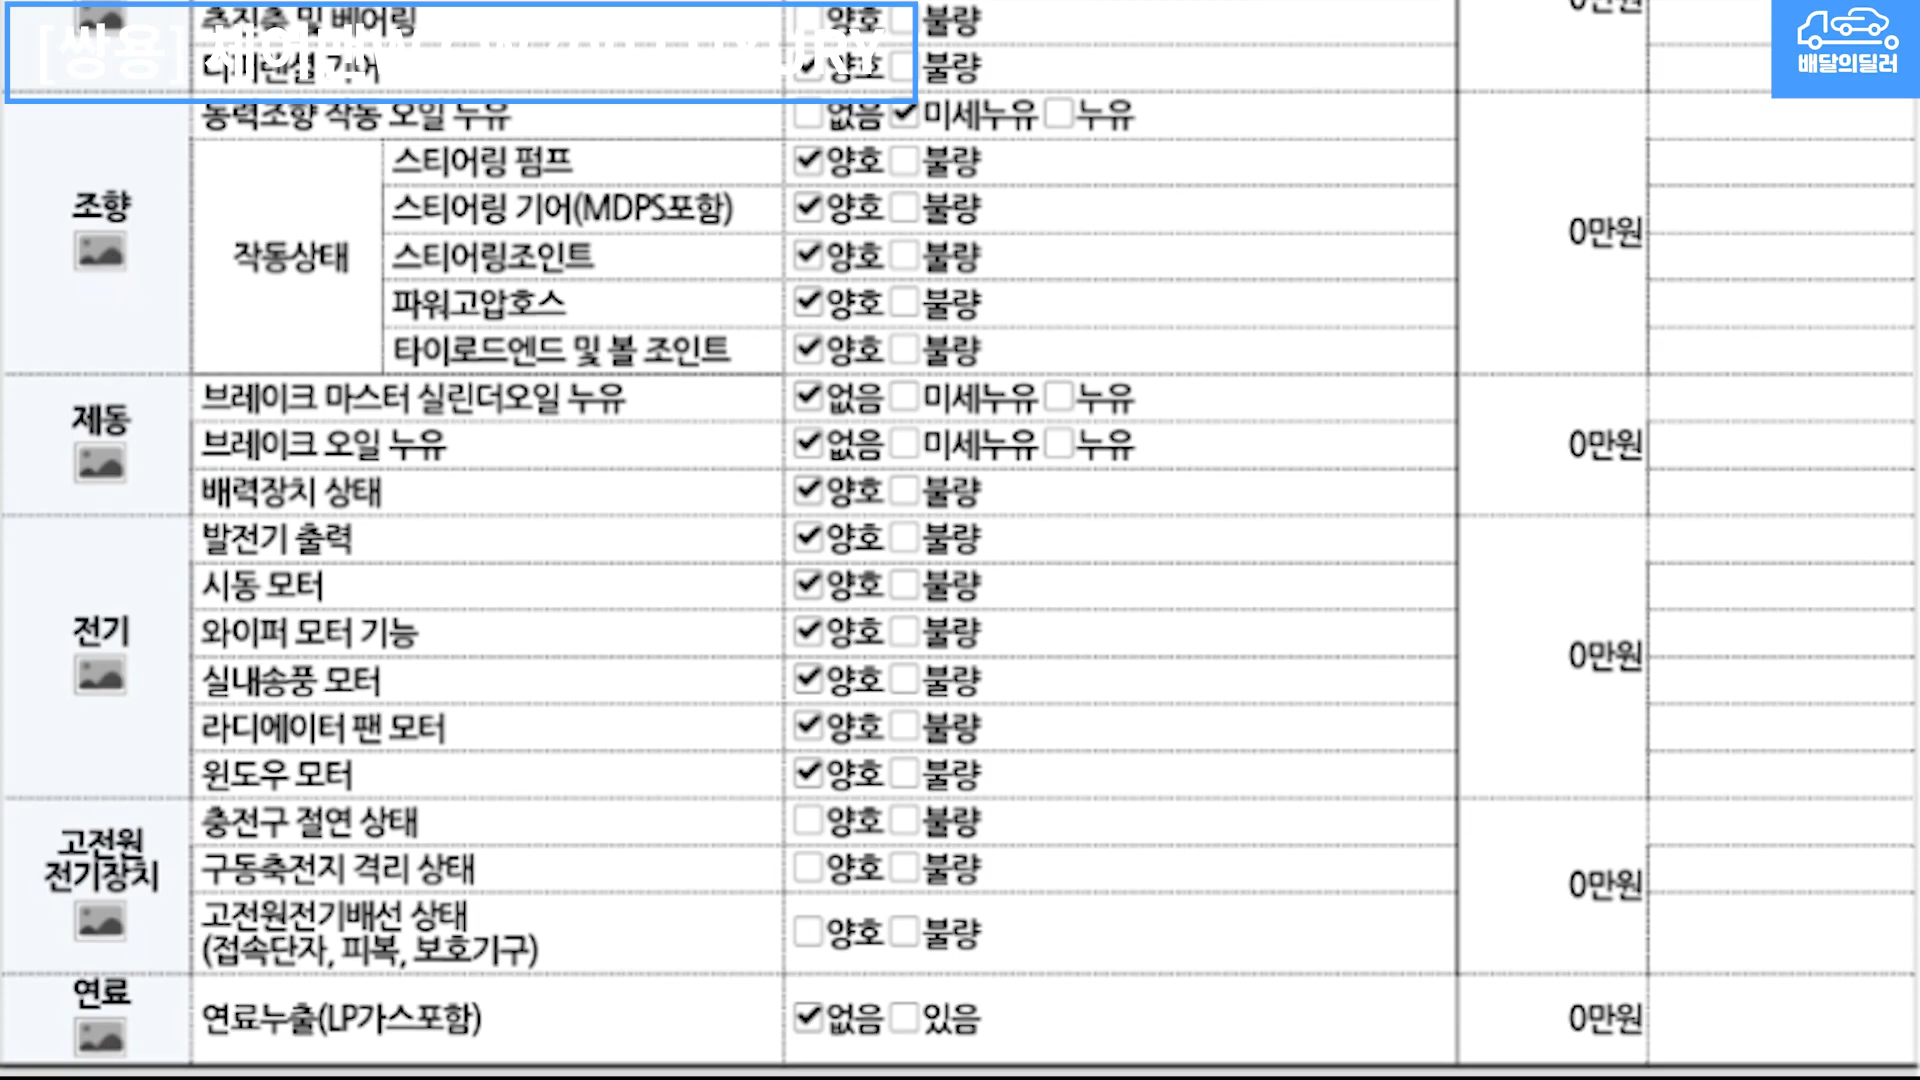 추진축 및 베어링 양호 불량
[쌍용]
디퍼렌셜 기어 양호 불량
배달의딜러
동력조향 작동 오일 누유 없음 미세누유 누유
조향
작동상태
스티어링 펌프 양호 불량
스티어링 기어(MDPS포함) 양호 불량
스티어링조인트 양호 불량
파워고압호스 양호 불량
타이로드엔드 및 볼 조인트 양호 불량
0만원
제동
브레이크 마스터 실린더오일 누유 없음 미세누유 누유
브레이크 오일 누유 없음 미세누유 누유
배력장치 상태 양호 불량
0만원
전기
발전기 출력 양호 불량
시동 모터 양호 불량
와이퍼 모터 기능 양호 불량
실내송풍 모터 양호 불량
라디에이터 팬 모터 양호 불량
윈도우 모터 양호 불량
0만원
고전원
전기장치
충전구 절연 상태 양호 불량
구동축전지 격리 상태 양호 불량
고전원전기배선 상태
(접속단자, 피복, 보호기구) 양호 불량
0만원
연료
연료누출(LP가스포함) 없음 있음
0만원